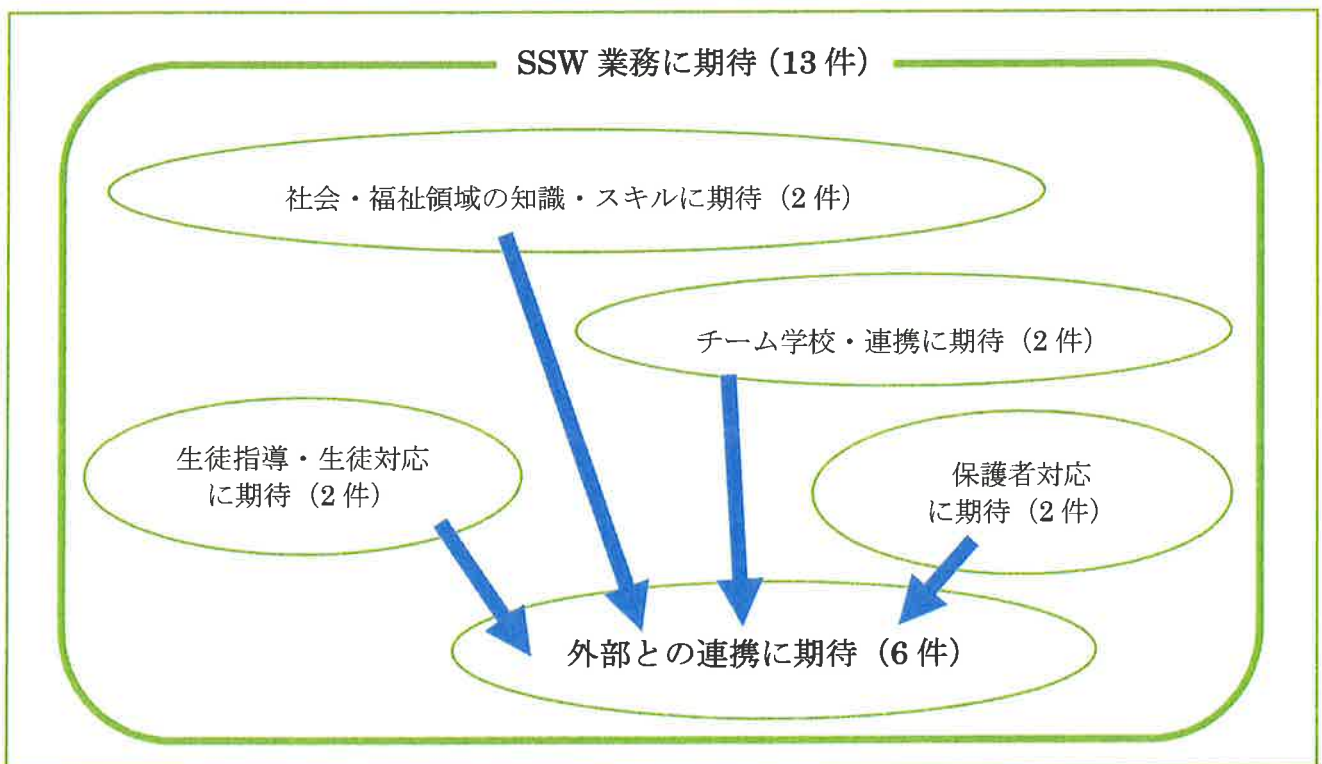 SSW 業務に期待（13 件）
社会・福祉領域の知識・スキルに期待（2 件）
チーム学校・連携に期待（2 件）
生徒指導・生徒対応
に期待（2 件）
保護者対応
に期待（2 件）
外部との連携に期待（6 件）